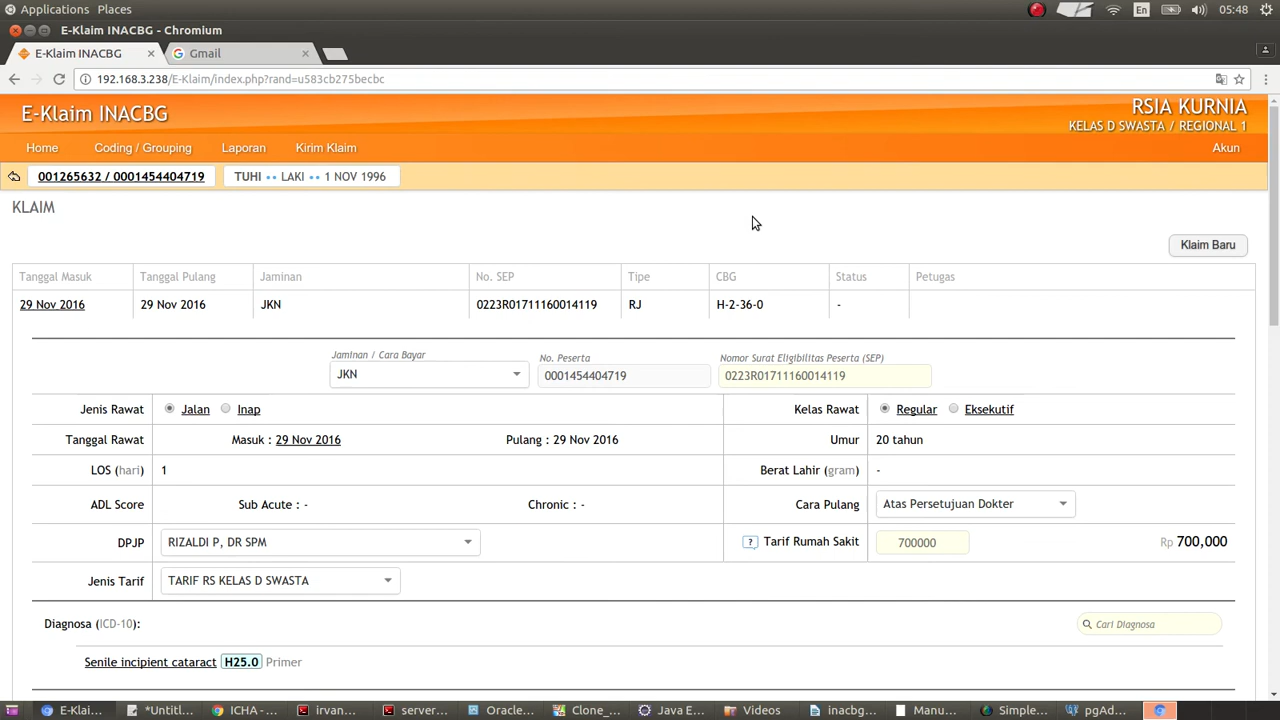 Applications Places
En 05:48
E-Klaim INACBG - Chromium
E-Klaim INACBG × Gmail ×
192.168.3.238/E-Klaim/index.php?rand=u583cb275becbc
E-Klaim INACBG
RSIA KURNIA
KELAS D SWASTA / REGIONAL 1
Home Coding / Grouping Laporan Kirim Klaim Akun
001265632 / 0001454404719 TUHI •• LAKI •• 1 NOV 1996
KLAIM
Klaim Baru
Tanggal Masuk Tanggal Pulang Jaminan No. SEP Tipe CBG Status Petugas
29 Nov 2016 29 Nov 2016 JKN 0223R01711160014119 RJ H-2-36-0 -
Jaminan / Cara Bayar No. Peserta Nomor Surat Eligibilitas Peserta (SEP)
JKN 0001454404719 0223R01711160014119
Jenis Rawat Jalan Inap Kelas Rawat Regular Eksekutif
Tanggal Rawat Masuk : 29 Nov 2016 Pulang : 29 Nov 2016 Umur 20 tahun
LOS (hari) 1 Berat Lahir (gram) -
ADL Score Sub Acute : - Chronic : - Cara Pulang Atas Persetujuan Dokter
DPJP RIZALDI P, DR SPM ? Tarif Rumah Sakit 700000 Rp 700,000
Jenis Tarif TARIF RS KELAS D SWASTA
Diagnosa (ICD-10): Cari Diagnosa
Senile incipient cataract H25.0 Primer
E-Klai... *Untitl... ICHA -... irvan... server... Oracle... Clone_... Java E... Videos inacbg... Manu... Simple... pgAd...